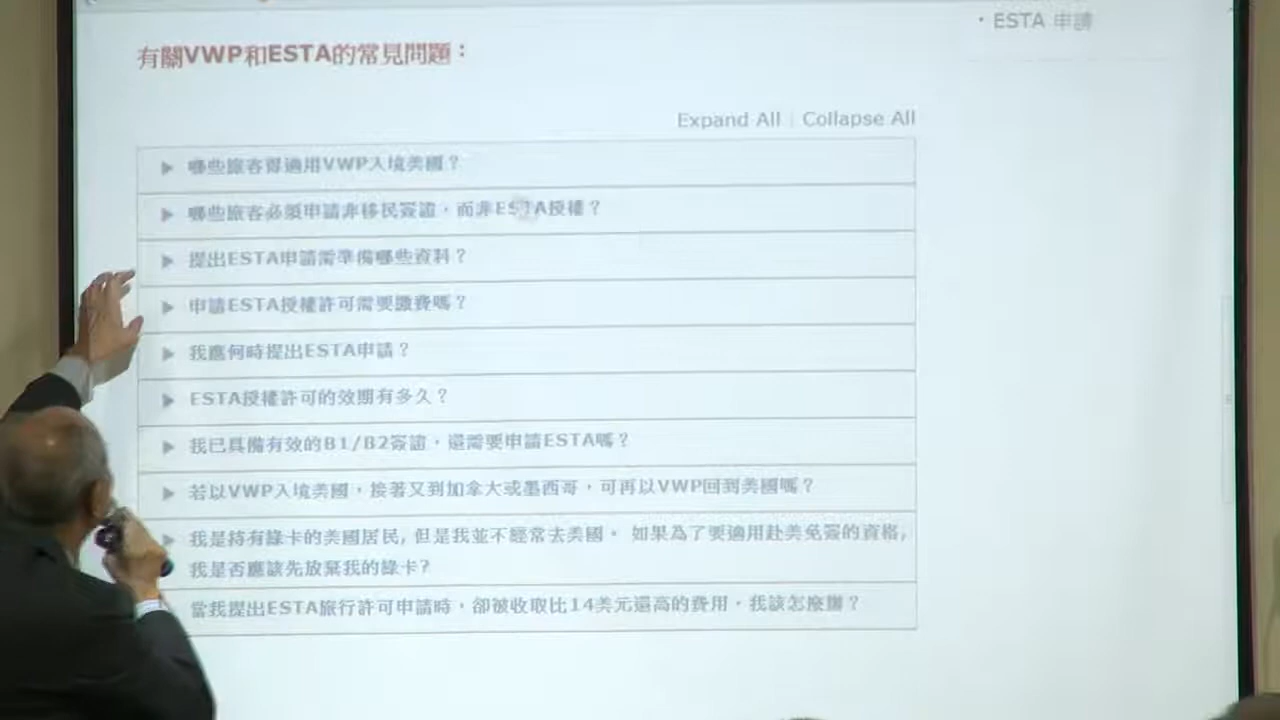 • ESTA 申請
有關VWP和ESTA的常見問題：
Expand All | Collapse All
哪些旅客得適用VWP入境美國？
哪些旅客必須申請非移民簽證，而非ESTA授權？
提出ESTA申請需準備哪些資料？
申請ESTA授權許可需要繳費嗎？
我應何時提出ESTA申請？
ESTA授權許可的效期有多久？
我已具備有效的B1/B2簽證，還需要申請ESTA嗎？
若以VWP入境美國，接著又到加拿大或墨西哥，可再以VWP回到美國嗎？
我是持有綠卡的美國居民, 但是我並不經常去美國。 如果為了要適用赴美免簽的資格,
我是否應該先放棄我的綠卡?
當我提出ESTA旅行許可申請時，卻被收取比14美元還高的費用，我該怎麼辦？